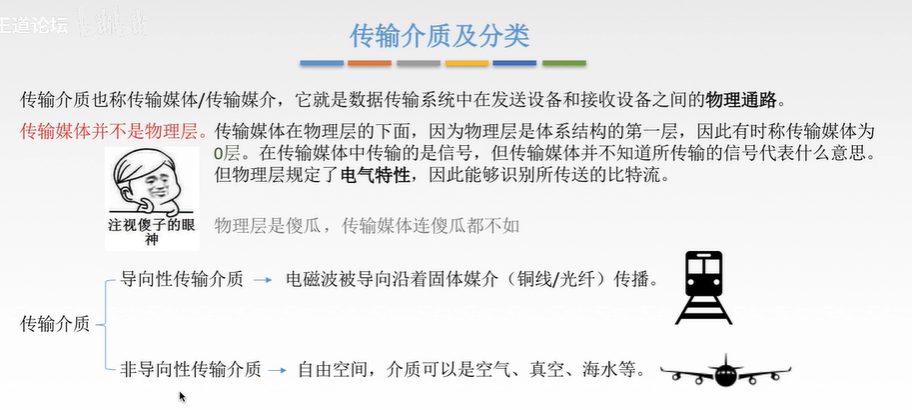 王道论坛
传输介质及分类
传输介质也称传输媒体/传输媒介，它就是数据传输系统中在发送设备和接收设备之间的物理通路。
传输媒体并不是物理层。传输媒体在物理层的下面，因为物理层是体系结构的第一层，因此有时称传输媒体为
0层。在传输媒体中传输的是信号，但传输媒体并不知道所传输的信号代表什么意思。
但物理层规定了电气特性，因此能够识别所传送的比特流。
注视傻子的眼
神
物理层是傻瓜，传输媒体连傻瓜都不如
导向性传输介质 → 电磁波被导向沿着固体媒介（铜线/光纤）传播。
传输介质
非导向性传输介质 → 自由空间，介质可以是空气、真空、海水等。